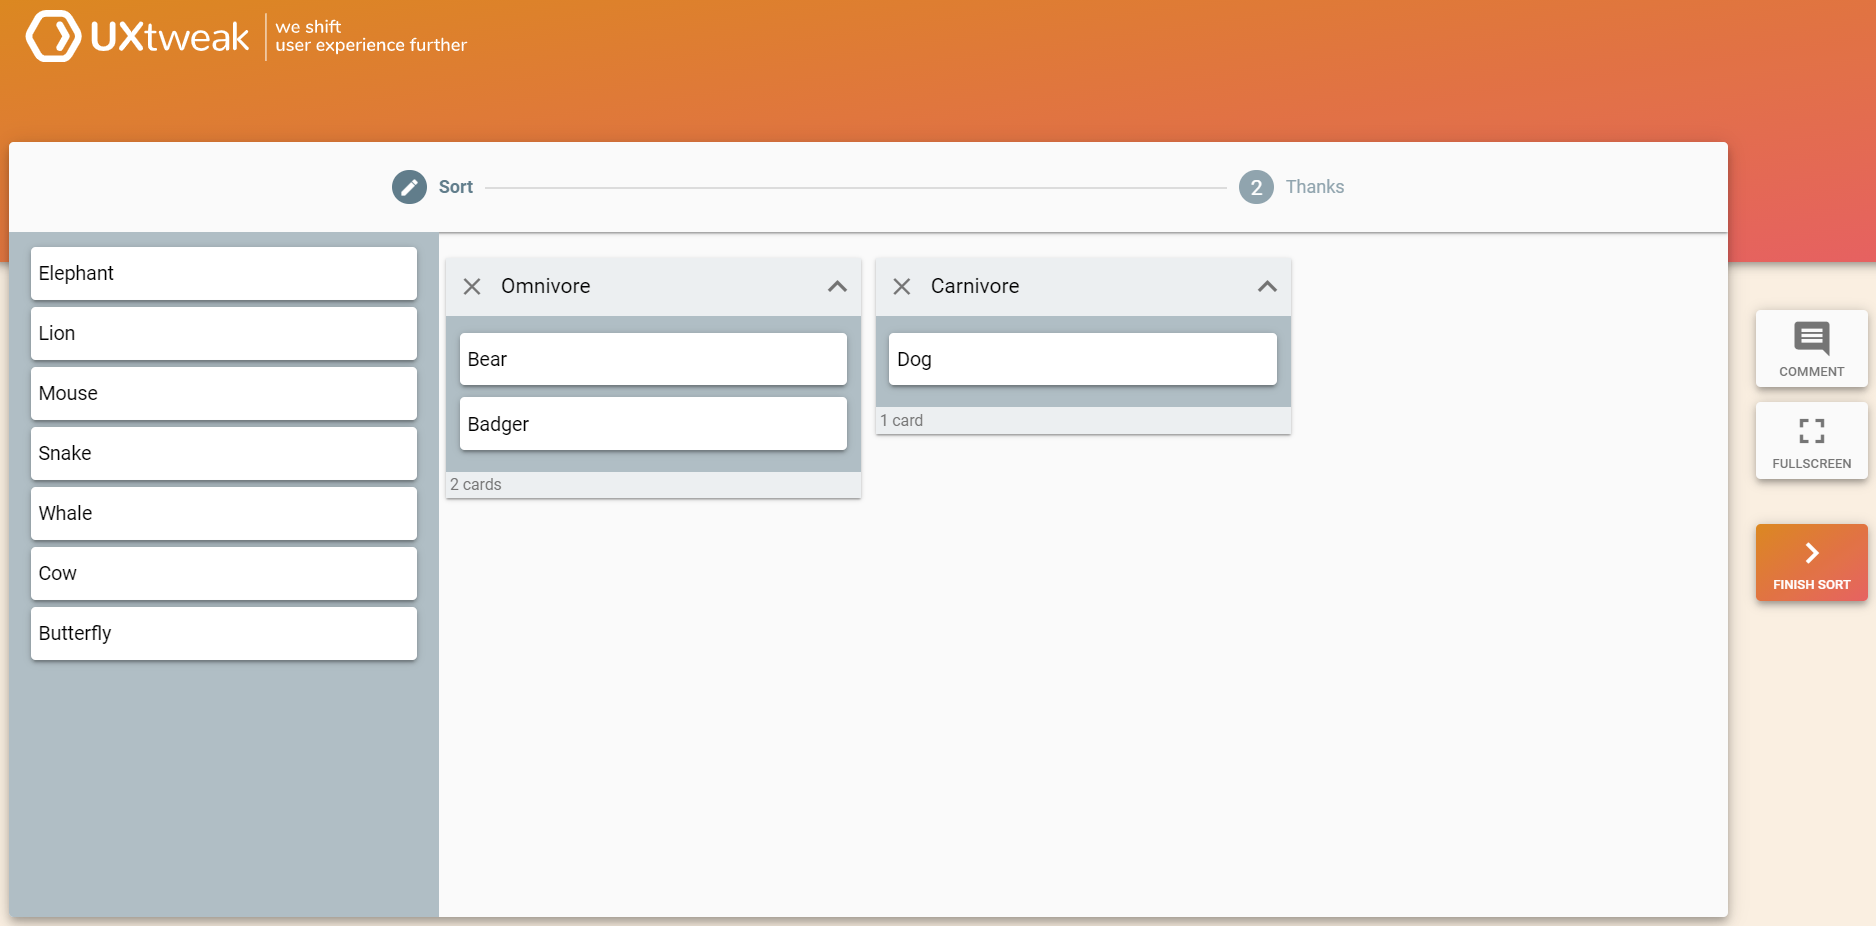 UXtweak
we shift
user experience further
Sort
2
Thanks
Elephant
Lion
Mouse
Snake
Whale
Cow
Butterfly
Omnivore
Bear
Badger
2 cards
Carnivore
Dog
1 card
COMMENT
FULLSCREEN
FINISH SORT